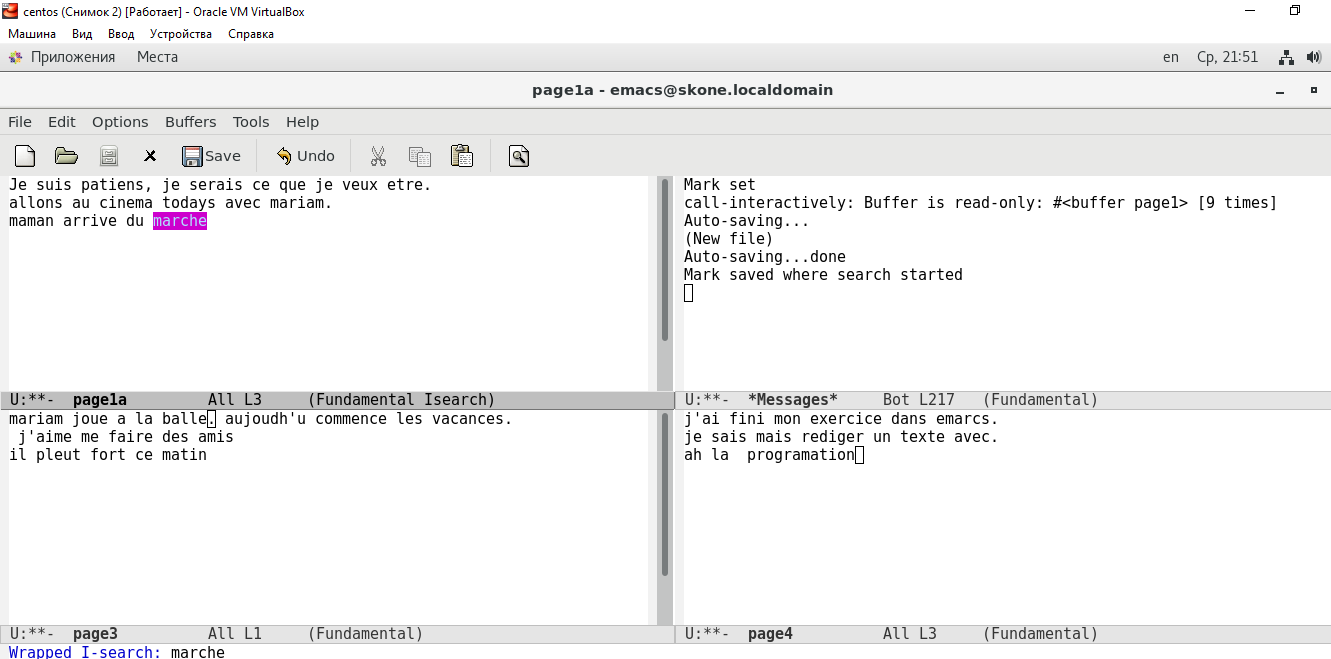 centos (Снимок 2) [Работает] - Oracle VM VirtualBox
Машина Вид Ввод Устройства Справка
Приложения Места en Ср, 21:51
page1a - emacs@skone.localdomain
File Edit Options Buffers Tools Help
Save Undo
Je suis patiens, je serais ce que je veux etre.
allons au cinema todays avec mariam.
maman arrive du marche
U:**- page1a All L3 (Fundamental Isearch)
Mark set
call-interactively: Buffer is read-only: #<buffer page1> [9 times]
Auto-saving...
(New file)
Auto-saving...done
Mark saved where search started
U:**- *Messages* Bot L217 (Fundamental)
mariam joue a la balle. aujoudh'u commence les vacances.
j'aime me faire des amis
il pleut fort ce matin
U:**- page3 All L1 (Fundamental)
j'ai fini mon exercice dans emarcs.
je sais mais rediger un texte avec.
ah la  programation
U:**- page4 All L3 (Fundamental)
Wrapped I-search: marche